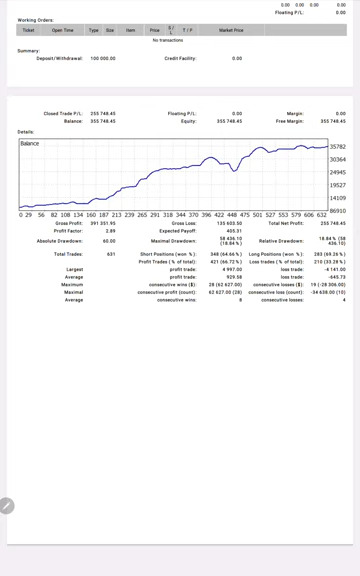 0.00 0.00 0.00 0.00
Floating P/L: 0.00
Working Orders:
Ticket Open Time Type Size Item Price S / L T / P Market Price
No transactions
Summary:
Deposit/Withdrawal: 100 000.00 Credit Facility: 0.00
Closed Trade P/L: 255 748.45 Floating P/L: 0.00 Margin: 0.00
Balance: 355 748.45 Equity: 355 748.45 Free Margin: 355 748.45
Details:
Balance
35782
30364
24945
19527
14109
86910
0 29 56 82 108 134 160 187 213 239 265 291 318 344 370 396 422 448 475 501 527 553 579 606 632
Gross Profit: 391 351.95 Gross Loss: 135 603.50 Total Net Profit: 255 748.45
Profit Factor: 2.89 Expected Payoff: 405.31
Absolute Drawdown: 60.00 Maximal Drawdown: 58 436.10 (18.84 %) Relative Drawdown: 18.84 % (58 436.10)
Total Trades: 631 Short Positions (won %): 348 (64.66 %) Long Positions (won %): 283 (69.26 %)
Profit Trades (% of total): 421 (66.72 %) Loss trades (% of total): 210 (33.28 %)
Largest profit trade: 4 997.00 loss trade: -4 141.00
Average profit trade: 929.58 loss trade: -645.73
Maximum consecutive wins ($): 28 (62 627.00) consecutive losses ($): 19 (-28 306.00)
Maximal consecutive profit (count): 62 627.00 (28) consecutive loss (count): -34 658.00 (10)
Average consecutive wins: 8 consecutive losses: 4